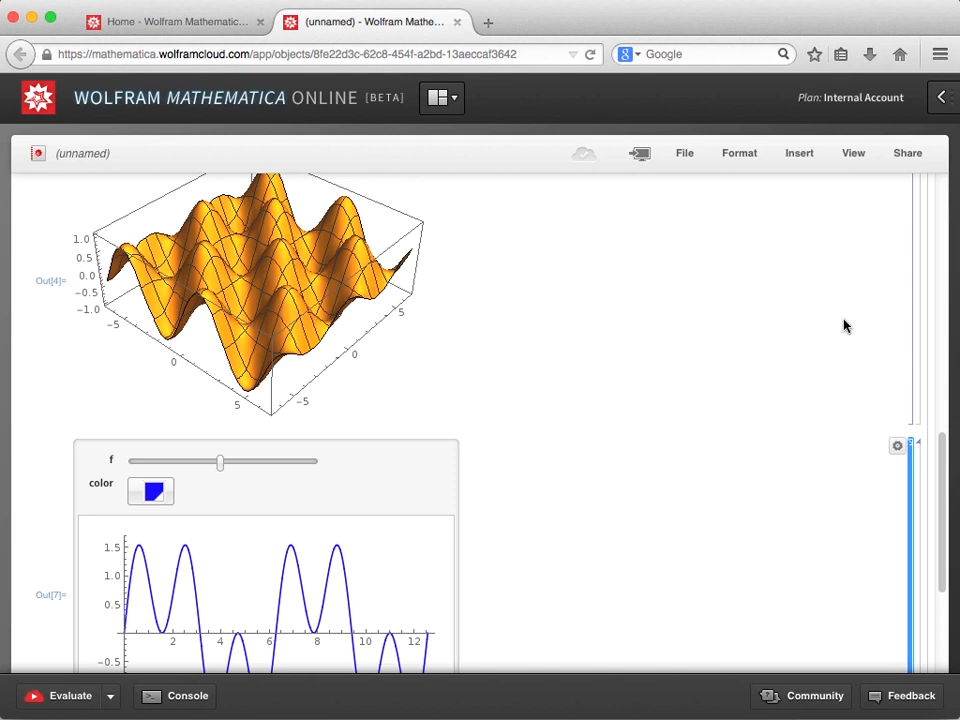 Home - Wolfram Mathematic...
(unnamed) - Wolfram Mathe...
https://mathematica.wolframcloud.com/app/objects/8fe22d3c-62c8-454f-a2bd-13aeccaf3642
Google
WOLFRAM MATHEMATICA ONLINE [BETA]
Plan: Internal Account
(unnamed)
File Format Insert View Share
1.0
0.5
Out[4]= 0.0
−0.5
−1.0
−5
0
5
−5
0
5
f
color
1.5
1.0
Out[7]= 0.5
2 4 6 8 10 12
−0.5
Evaluate Console Community Feedback